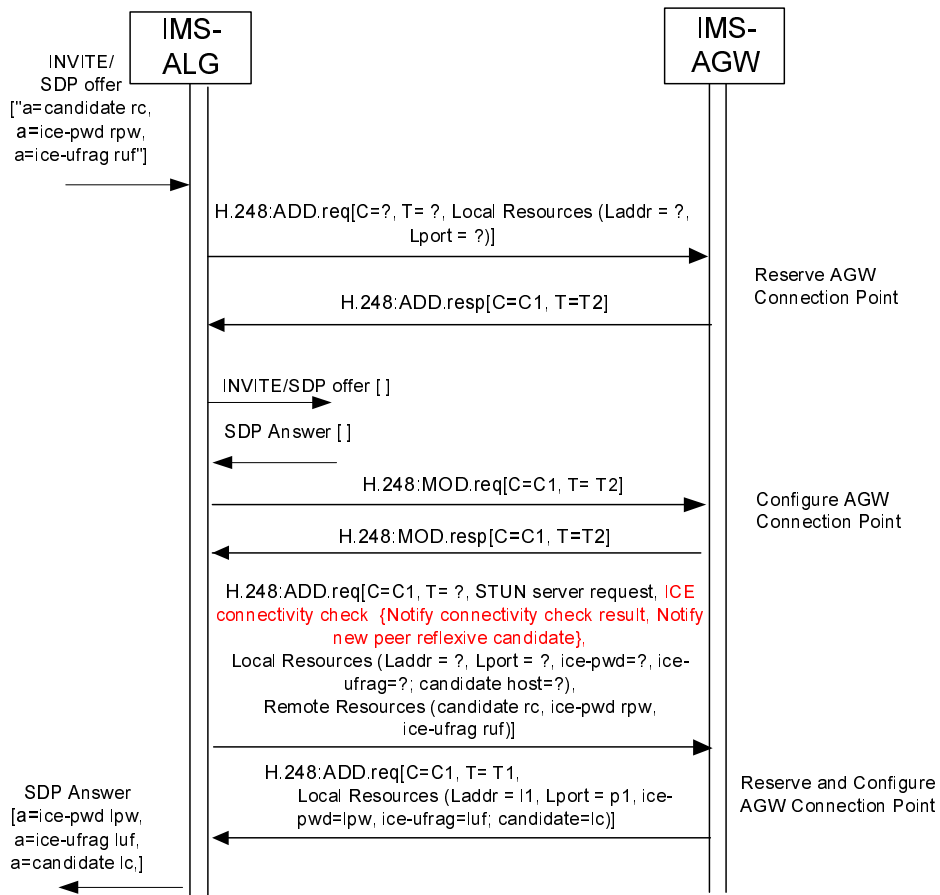 IMS-
ALG
IMS-
AGW
INVITE/
SDP offer
["a=candidate rc,
a=ice-pwd rpw,
a=ice-ufrag ruf"]
H.248:ADD.req[C=?, T= ?, Local Resources (Laddr = ?,
Lport = ?)]
Reserve AGW
Connection Point
H.248:ADD.resp[C=C1, T=T2]
INVITE/SDP offer [ ]
SDP Answer [ ]
H.248:MOD.req[C=C1, T= T2]
Configure AGW
Connection Point
H.248:MOD.resp[C=C1, T=T2]
H.248:ADD.req[C=C1, T= ?, STUN server request, ICE
connectivity check {Notify connectivity check result, Notify
new peer reflexive candidate},
Local Resources (Laddr = ?, Lport = ?, ice-pwd=?, ice-
ufrag=?; candidate host=?),
Remote Resources (candidate rc, ice-pwd rpw,
ice-ufrag ruf)]
H.248:ADD.req[C=C1, T= T1,
Local Resources (Laddr = l1, Lport = p1, ice-
pwd=lpw, ice-ufrag=luf; candidate=lc)]
Reserve and Configure
AGW Connection Point
SDP Answer
[a=ice-pwd lpw,
a=ice-ufrag luf,
a=candidate lc,]